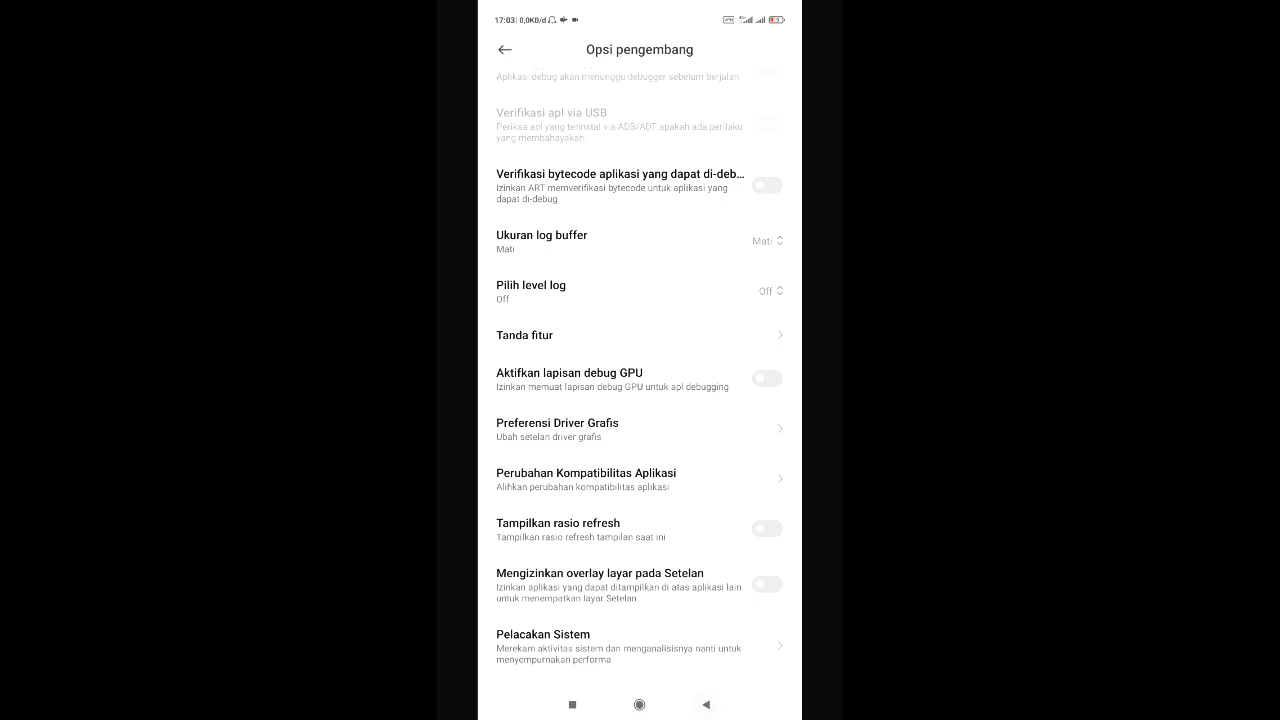 17:03 | 0,0KB/d
VPN
Opsi pengembang
Aplikasi debug akan menunggu debugger sebelum berjalan
Verifikasi apl via USB
Periksa apl yang terinstal via ADB/ADT apakah ada perilaku
yang membahayakan.
Verifikasi bytecode aplikasi yang dapat di-deb…
Izinkan ART memverifikasi bytecode untuk aplikasi yang
dapat di-debug
Ukuran log buffer
Mati
Mati
Pilih level log
Off
Off
Tanda fitur
Aktifkan lapisan debug GPU
Izinkan memuat lapisan debug GPU untuk apl debugging
Preferensi Driver Grafis
Ubah setelan driver grafis
Perubahan Kompatibilitas Aplikasi
Alihkan perubahan kompatibilitas aplikasi
Tampilkan rasio refresh
Tampilkan rasio refresh tampilan saat ini
Mengizinkan overlay layar pada Setelan
Izinkan aplikasi yang dapat ditampilkan di atas aplikasi lain
untuk menempatkan layar Setelan
Pelacakan Sistem
Merekam aktivitas sistem dan menganalisisnya nanti untuk
menyempurnakan performa